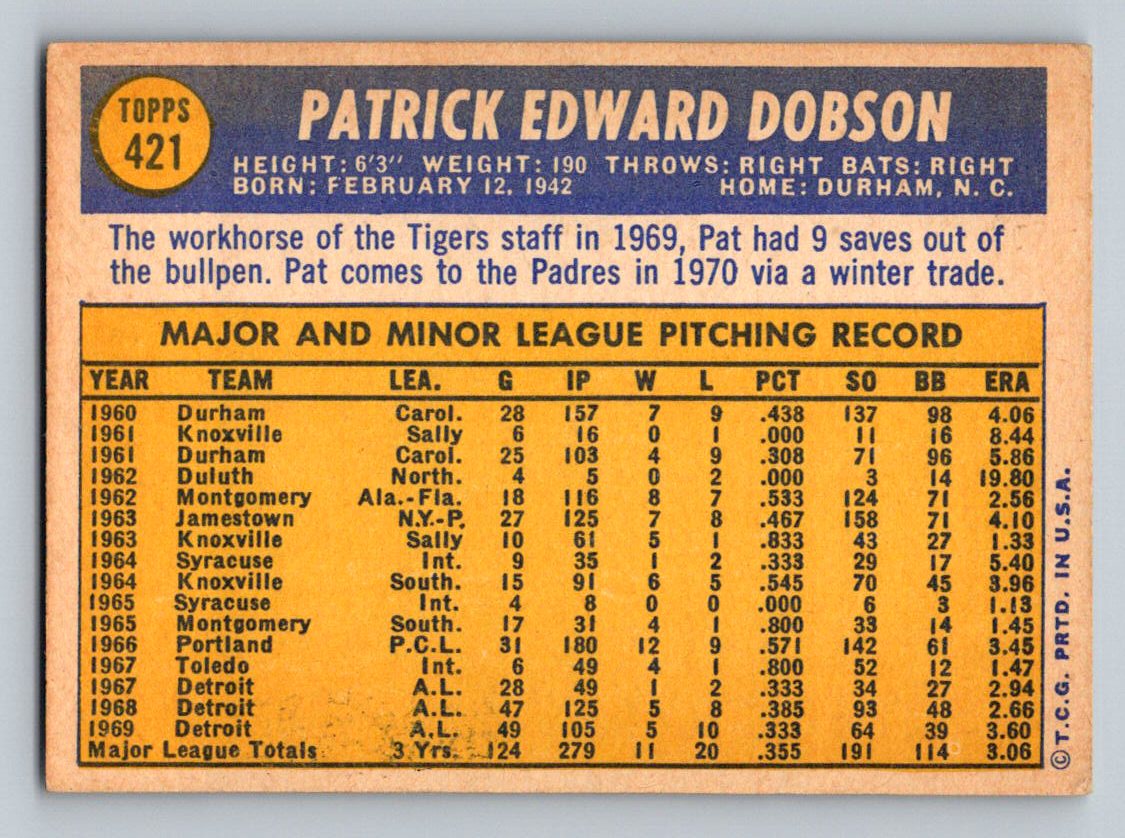 TOPPS
421
PATRICK EDWARD DOBSON
HEIGHT: 6'3" WEIGHT: 190 THROWS: RIGHT BATS: RIGHT
BORN: FEBRUARY 12, 1942 HOME: DURHAM, N. C.
The workhorse of the Tigers staff in 1969, Pat had 9 saves out of
the bullpen. Pat comes to the Padres in 1970 via a winter trade.
MAJOR AND MINOR LEAGUE PITCHING RECORD
YEAR TEAM LEA. G IP W L PCT SO BB ERA
1960 Durham Carol. 28 157 7 9 .438 137 98 4.06
1961 Knoxville Sally 6 16 0 1 .000 11 16 8.44
1961 Durham Carol. 25 103 4 9 .308 71 96 5.86
1962 Duluth North. 4 5 0 2 .000 3 14 19.80
1962 Montgomery Ala.-Fla. 18 116 8 7 .533 124 71 2.56
1963 Jamestown N.Y.-P. 27 125 7 8 .467 158 71 4.10
1963 Knoxville Sally 10 61 5 1 .833 43 27 1.33
1964 Syracuse Int. 9 35 1 2 .333 29 17 5.40
1964 Knoxville South. 15 91 6 5 .545 70 45 3.96
1965 Syracuse Int. 4 8 0 0 .000 6 3 1.13
1965 Montgomery South. 17 31 4 1 .800 33 14 1.45
1966 Portland P.C.L. 31 180 12 9 .571 142 61 3.45
1967 Toledo Int. 6 49 4 1 .800 52 12 1.47
1967 Detroit A.L. 28 49 1 2 .333 34 27 2.94
1968 Detroit A.L. 47 125 5 8 .385 93 48 2.66
1969 Detroit A.L. 49 105 5 10 .333 64 39 3.60
Major League Totals 3 Yrs. 124 279 11 20 .355 191 114 3.06
© T.C.G. PRTD. IN U.S.A.